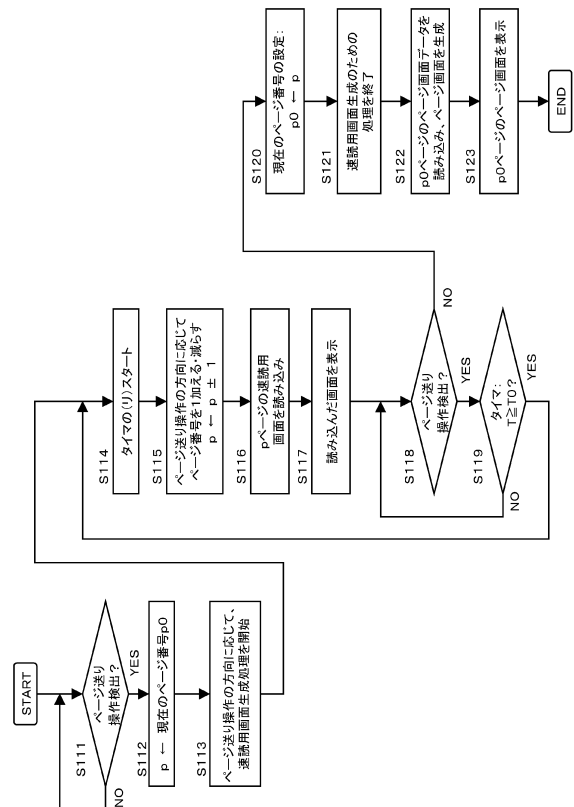 START
S111
ページ送り
操作検出？
NO
YES
S112
p ← 現在のページ番号p0
S113
ページ送り操作の方向に応じて、
速読用画面生成処理を開始
S114
タイマの(リ)スタート
S115
ページ送り操作の方向に応じて
ページ番号を1加える・減らす
p ← p ± 1
S116
pページの速読用
画面を読み込み
S117
読み込んだ画面を表示
S118
ページ送り
操作検出？
NO
YES
S119
タイマ：
T≧T0？
NO
YES
S120
現在のページ番号の設定：
p0 ← p
S121
速読用画面生成のための
処理を終了
S122
p0ページのページ画面データを
読み込み、ページ画面を生成
S123
p0ページのページ画面を表示
END